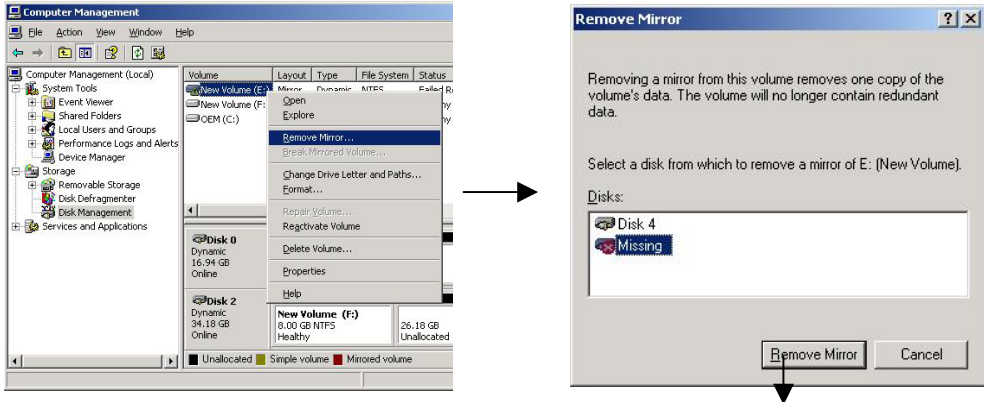 Computer Management
File Action View Window Help
Computer Management (Local)
System Tools
Event Viewer
Shared Folders
Local Users and Groups
Performance Logs and Alerts
Device Manager
Storage
Removable Storage
Disk Defragmenter
Disk Management
Services and Applications
Volume Layout Type File System Status
New Volume (E:) Mirror Dynamic NTFS Failed
New Volume (F:
OEM (C:)
Open
Explore
Remove Mirror...
Break Mirrored Volume...
Change Drive Letter and Paths...
Format...
Repair Volume...
Reactivate Volume
Delete Volume...
Properties
Help
Disk 0
Dynamic
16.94 GB
Online
Disk 2
Dynamic
34.18 GB
Online
New Volume (F:)
8.00 GB NTFS
Healthy
26.18 GB
Unallocated
Unallocated Simple volume Mirrored volume
Remove Mirror
Removing a mirror from this volume removes one copy of the
volume's data. The volume will no longer contain redundant
data.
Select a disk from which to remove a mirror of E: (New Volume).
Disks:
Disk 4
Missing
Remove Mirror Cancel